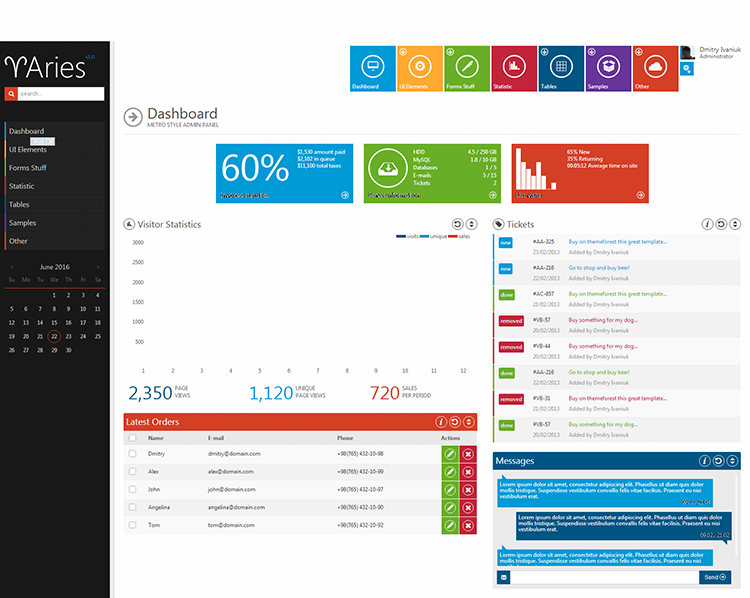 Aries
v1.0
search...
Dashboard
UI Elements
Forms Stuff
Statistic
Tables
Samples
Other
June 2016
Su Mo Tu We Th Fr Sa
1 2 3 4
5 6 7 8 9 10 11
12 13 14 15 16 17 18
19 20 21 22 23 24 25
26 27 28 29 30
Dashboard
UI Elements
Forms Stuff
Statistic
Tables
Samples
Other
Dmitry Ivaniuk
Administrator
Dashboard
METRO STYLE ADMIN PANEL
60%
$1,530 amount paid
$2,102 in queue
$11,100 total taxes
Invoices statistics
HDD 4.5 / 250 GB
MySQL 1.8 / 10 GB
Databases 1 / 5
E-mails 5 / 15
Tickets 2
65% New
35% Returning
00:05:12 Average time on site
Visitor Statistics
visits unique sales
3000
2500
2000
1500
1000
500
1 2 3 4 5 6 7 8 9 10 11 12
2,350 PAGE VIEWS
1,120 UNIQUE PAGE VIEWS
720 SALES PER PERIOD
Latest Orders
Name E-mail Phone Actions
Dmitry dmitry@domain.com +98(765) 432-10-98
Alex alex@domain.com +98(765) 432-10-99
John john@domain.com +98(765) 432-10-97
Angelina angelina@domain.com +98(765) 432-10-90
Tom tom@domain.com +98(765) 432-10-92
Tickets
new #AA-325 Buy on themeforest this great template...
23/02/2013 Added by Dmitry Ivaniuk
new #AA-216 Go to shop and buy beer!
22/02/2013 Added by Dmitry Ivaniuk
done #AC-857 Buy on themeforest this great template...
21/02/2013 Added by Dmitry Ivaniuk
removed #VB-57 Buy something for my dog...
20/02/2013 Added by Dmitry Ivaniuk
removed #VB-44 Buy something for my dog...
20/02/2013 Added by Dmitry Ivaniuk
done #AA-216 Go to shop and buy beer!
22/02/2013 Added by Dmitry Ivaniuk
removed #VB-31 Buy on themeforest this great template...
21/02/2013 Added by Dmitry Ivaniuk
done #VB-57 Buy something for my dog...
20/02/2013 Added by Dmitry Ivaniuk
Messages
Lorem ipsum dolor sit amet, consectetur adipiscing elit. Phasellus ut diam quis dolor
mollis tristique. Suspendisse vestibulum convallis felis vitae facilisis. Praesent eu nisi
vestibulum erat.
09.02, 21:04
Lorem ipsum dolor sit amet, consectetur adipiscing elit. Phasellus ut diam quis dolor
mollis tristique. Suspendisse vestibulum convallis felis vitae facilisis. Praesent eu nisi
vestibulum erat.
09.02, 21:02
Lorem ipsum dolor sit amet, consectetur adipiscing elit. Phasellus ut diam quis dolor
mollis tristique. Suspendisse vestibulum convallis felis vitae facilisis. Praesent eu nisi
Send